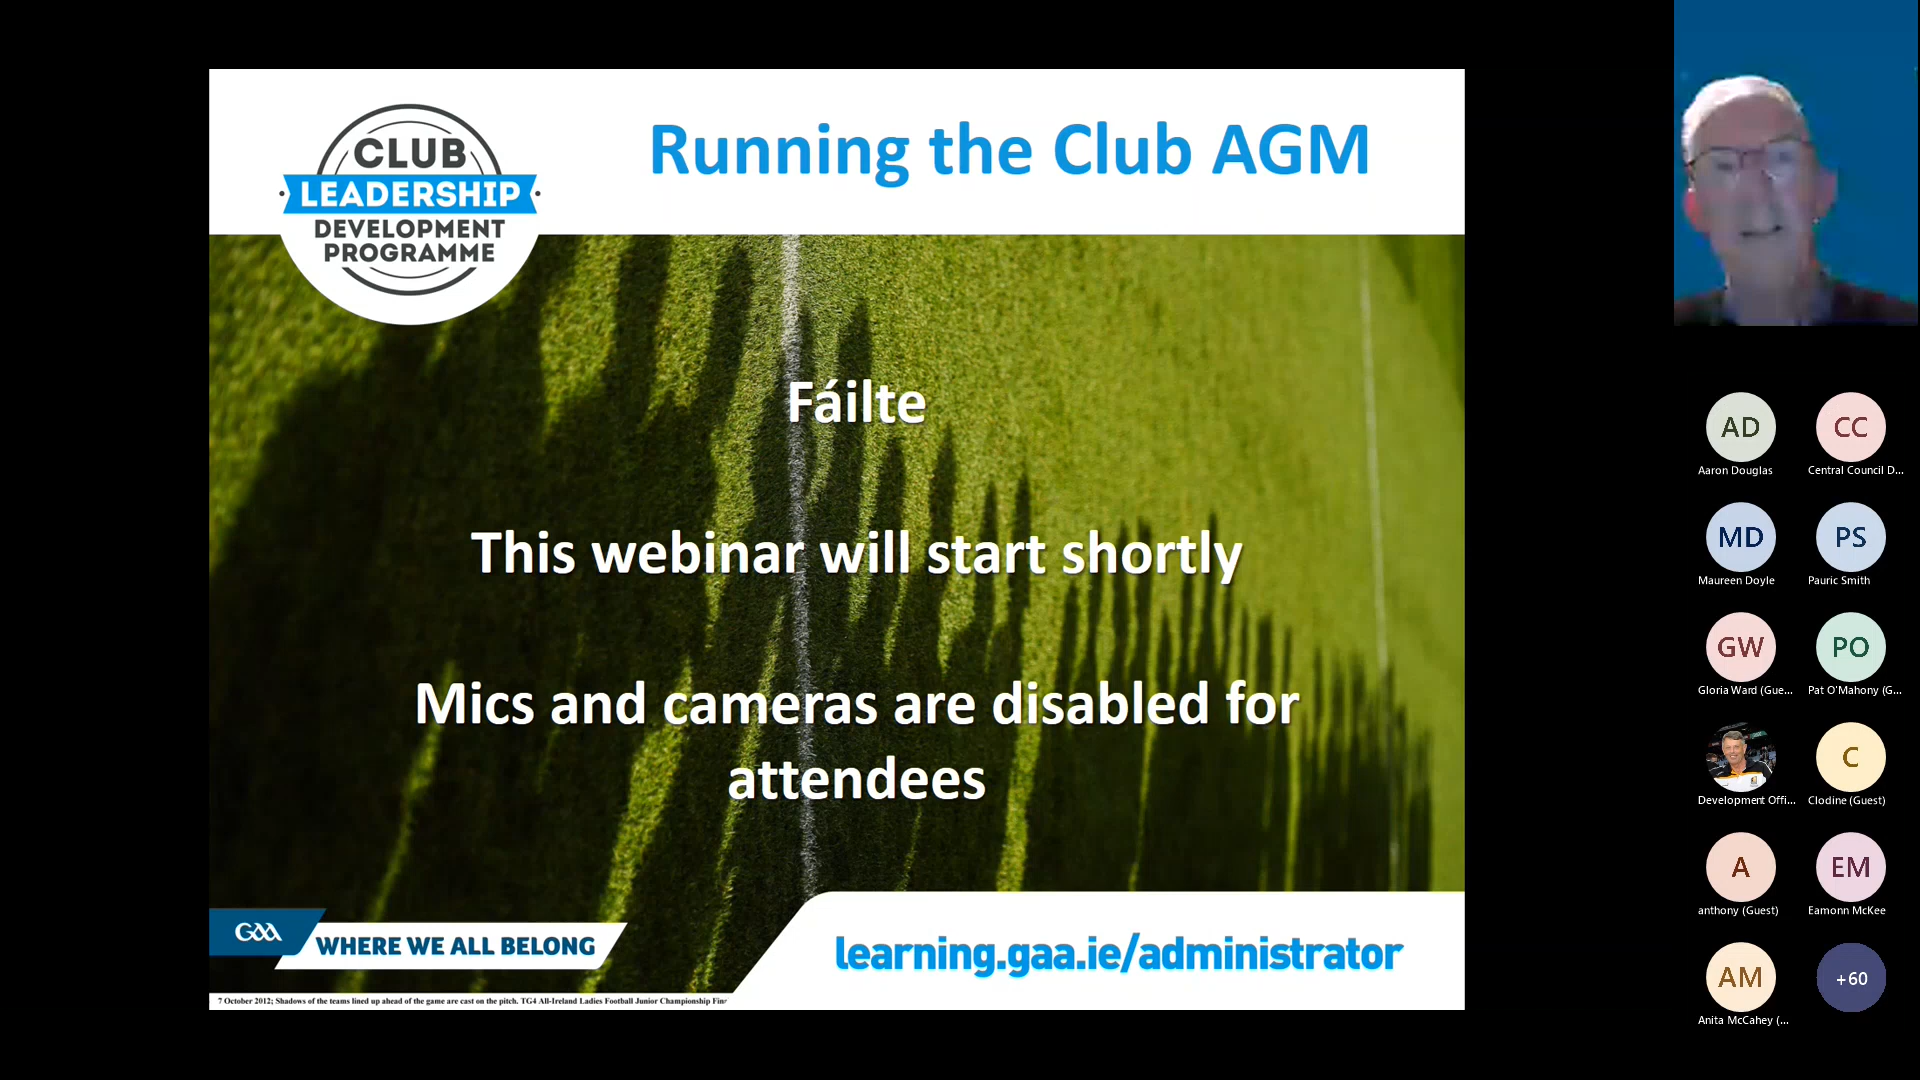 CLUB
LEADERSHIP
DEVELOPMENT
PROGRAMME
Running the Club AGM
Fáilte
This webinar will start shortly
Mics and cameras are disabled for
attendees
GAA
WHERE WE ALL BELONG
learning.gaa.ie/administrator
7 October 2012; Shadows of the teams lined up ahead of the game are cast on the pitch. TG4 All-Ireland Ladies Football Junior Championship
AD
Aaron Douglas
CC
Central Council D...
MD
Maureen Doyle
PS
Pauric Smith
GW
Gloria Ward (Gue...
PO
Pat O'Mahony (G...
Development Offi...
C
Clodine (Guest)
A
anthony (Guest)
EM
Eamonn McKee
AM
Anita McCahey (...
+60